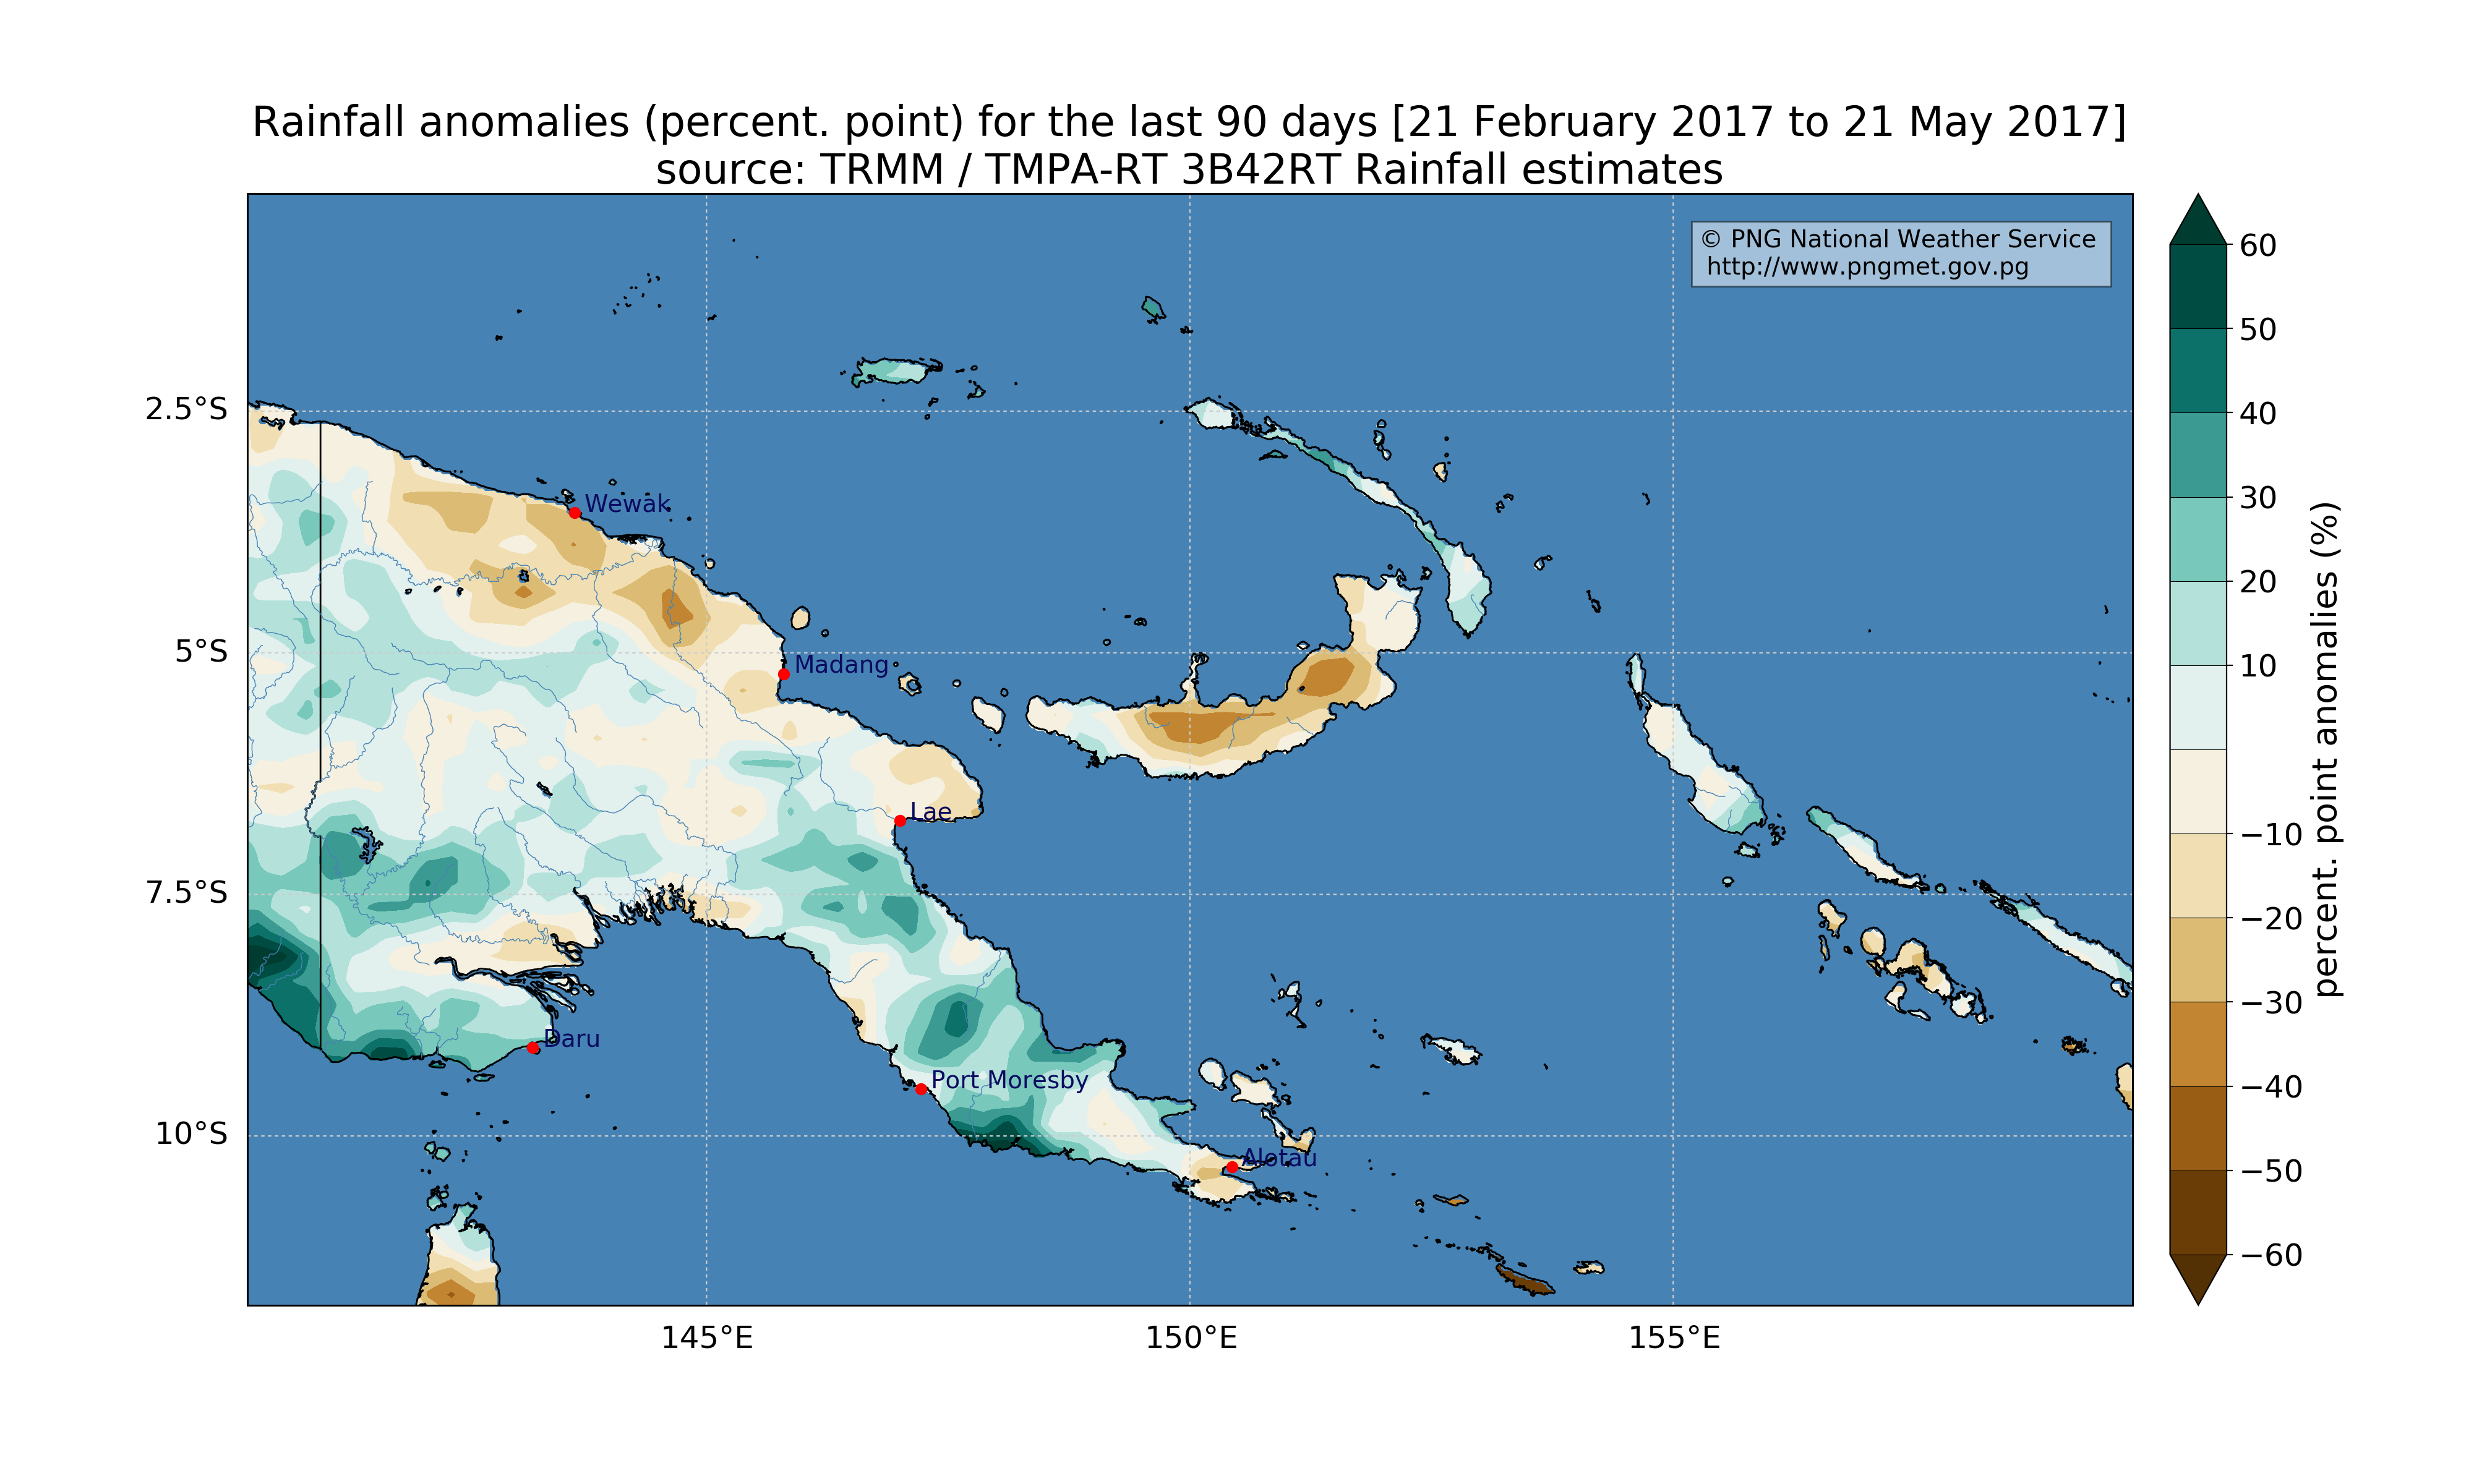 Rainfall anomalies (percent. point) for the last 90 days [21 February 2017 to 21 May 2017]
source: TRMM / TMPA-RT 3B42RT Rainfall estimates
© PNG National Weather Service
http://www.pngmet.gov.pg
60
50
40
30
20
10
−10
−20
−30
−40
−50
−60
percent. point anomalies (%)
2.5°S
5°S
7.5°S
10°S
Wewak
Madang
Lae
Daru
Port Moresby
Alotau
145°E
150°E
155°E